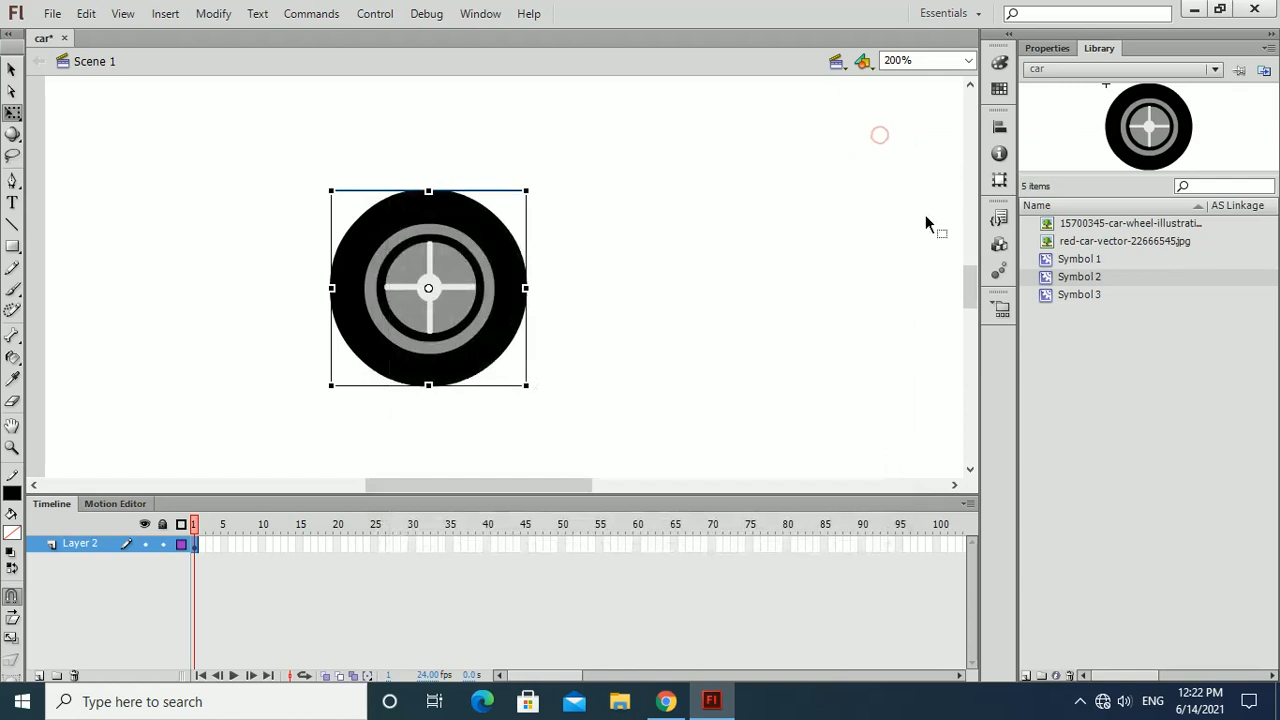 Fl File Edit View Insert Modify Text Commands Control Debug Window Help Essentials
car*
Scene 1 200%
Properties Library
car
5 items
Name AS Linkage
15700345-car-wheel-illustrati...
red-car-vector-22666545.jpg
Symbol 1
Symbol 2
Symbol 3
Timeline Motion Editor
1 5 10 15 20 25 30 35 40 45 50 55 60 65 70 75 80 85 90 95 100
Layer 2
1 24.00fps 0.0s
Type here to search
Fl
ENG
12:22 PM
6/14/2021